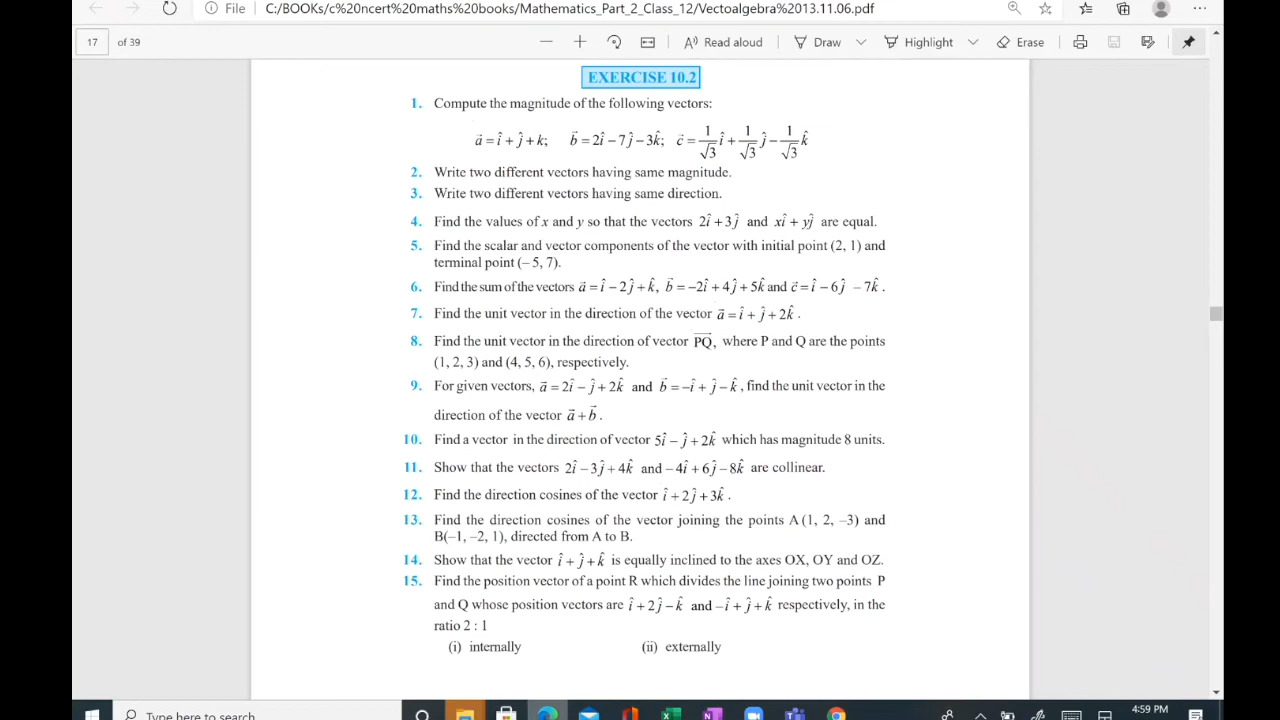 File C:/BOOKs/c%20ncert%20maths%20books/Mathematics_Part_2_Class_12/Vectoalgebra%2013.11.06.pdf
17 of 39 Read aloud Draw Highlight Erase
EXERCISE 10.2
1. Compute the magnitude of the following vectors:
a⃗ = î + ĵ + k; b⃗ = 2î − 7ĵ − 3k̂; c⃗ = 1/√3 î + 1/√3 ĵ − 1/√3 k̂
2. Write two different vectors having same magnitude.
3. Write two different vectors having same direction.
4. Find the values of x and y so that the vectors 2î + 3ĵ and xî + yĵ are equal.
5. Find the scalar and vector components of the vector with initial point (2, 1) and
terminal point (– 5, 7).
6. Find the sum of the vectors a⃗ = î − 2ĵ + k̂, b⃗ = −2î + 4ĵ + 5k̂ and c⃗ = î − 6ĵ – 7k̂ .
7. Find the unit vector in the direction of the vector a⃗ = î + ĵ + 2k̂ .
8. Find the unit vector in the direction of vector PQ⃗, where P and Q are the points
(1, 2, 3) and (4, 5, 6), respectively.
9. For given vectors, a⃗ = 2î − ĵ + 2k̂ and b⃗ = −î + ĵ − k̂ , find the unit vector in the
direction of the vector a⃗ + b⃗ .
10. Find a vector in the direction of vector 5î − ĵ + 2k̂ which has magnitude 8 units.
11. Show that the vectors 2î − 3ĵ + 4k̂ and − 4î + 6ĵ − 8k̂ are collinear.
12. Find the direction cosines of the vector î + 2ĵ + 3k̂ .
13. Find the direction cosines of the vector joining the points A (1, 2, –3) and
B(–1, –2, 1), directed from A to B.
14. Show that the vector î + ĵ + k̂ is equally inclined to the axes OX, OY and OZ.
15. Find the position vector of a point R which divides the line joining two points P
and Q whose position vectors are î + 2ĵ − k̂ and – î + ĵ + k̂ respectively, in the
ratio 2 : 1
(i) internally (ii) externally
Type here to search 4:59 PM